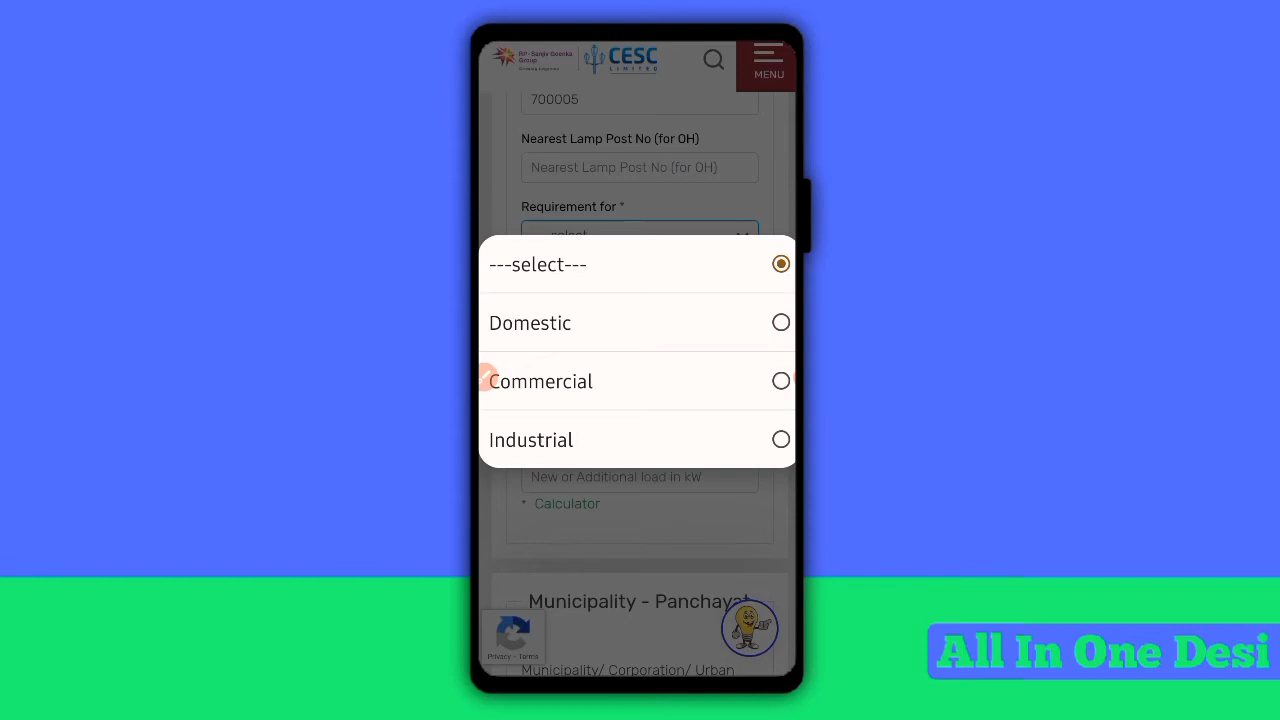 RP-Sanjiv Goenka
Group
Growing Legacies
CESC
LIMITED
MENU
700005
Nearest Lamp Post No (for OH)
Nearest Lamp Post No (for OH)
Requirement for *
---select---
---select---
Domestic
Commercial
Industrial
New or Additional load in kW
* Calculator
Municipality - Panchayat
Privacy - Terms
Municipality/ Corporation/ Urban
All In One Desi